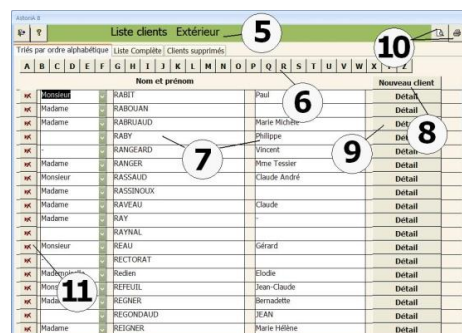 AstoriA 8
? Liste clients Extérieur 5 10
Triés par ordre alphabétique Liste Complète Clients supprimés
A B C D E F G H I J K L M N O P Q R S T U V W X Y Z
6
Nom et prénom Nouveau client
Monsieur RABIT Paul Détail
Madame RABOUAN Détail
Madame RABRUAUD Marie Michèle Détail 8
RABY Philippe Détail
- RANGEARD 7 Vincent 9 Détail
Madame RANGER Mme Tessier Détail
Monsieur RASSAUD Claude André Détail
Madame RASSINOUX Détail
Madame RAVEAU Claude Détail
Madame RAY - Détail
RAYNAL Détail
Monsieur REAU Gérard Détail
- RECTORAT Détail
Redien Elodie Détail
11 REFEUIL Jean-Claude Détail
REGNER Bernadette Détail
REGONDAUD JEAN Détail
Madame REIGNER Marie Hélène Détail